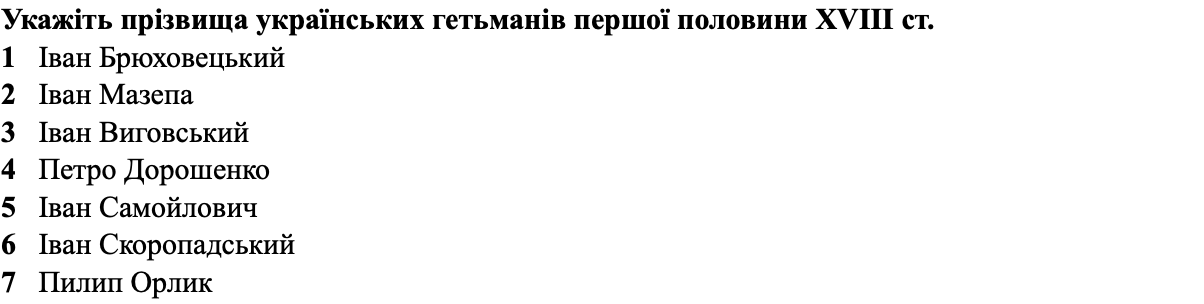 Укажіть прізвища українських гетьманів першої половини XVIII ст.
1 Іван Брюховецький
2 Іван Мазепа
3 Іван Виговський
4 Петро Дорошенко
5 Іван Самойлович
6 Іван Скоропадський
7 Пилип Орлик